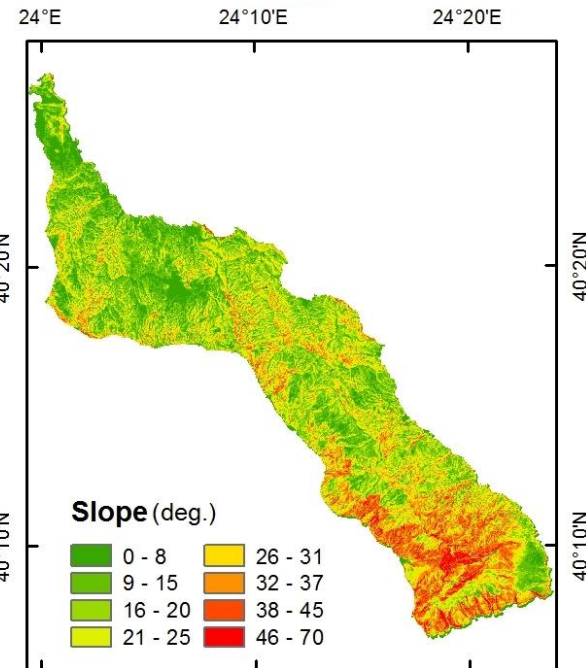 24°E 24°10'E 24°20'E
40°20'N 40°20'N
40°10'N 40°10'N
Slope (deg.)
0 - 8 26 - 31
9 - 15 32 - 37
16 - 20 38 - 45
21 - 25 46 - 70